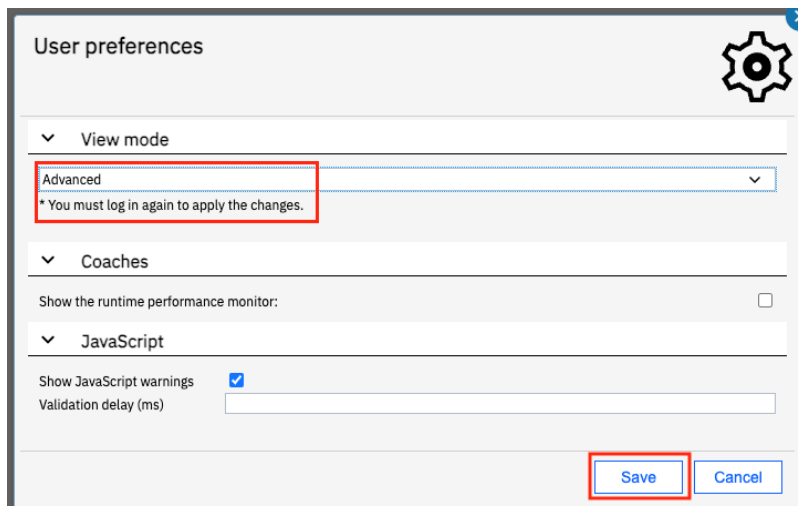 User preferences
View mode
Advanced
* You must log in again to apply the changes.
Coaches
Show the runtime performance monitor:
JavaScript
Show JavaScript warnings
Validation delay (ms)
Save Cancel